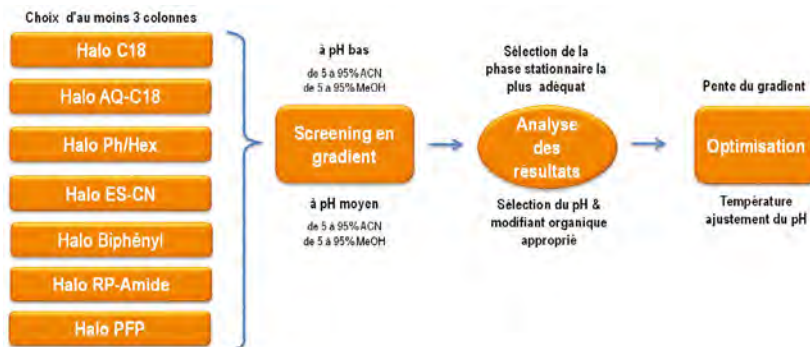 Choix d'au moins 3 colonnes
Halo C18
Halo AQ-C18
Halo Ph/Hex
Halo ES-CN
Halo Biphényl
Halo RP-Amide
Halo PFP
à pH bas
de 5 à 95% ACN
de 5 à 95% MeOH
Screening en
gradient
à pH moyen
de 5 à 95% ACN
de 5 à 95% MeOH
Sélection de la
phase stationnaire la
plus adéquat
Analyse
des
résultats
Sélection du pH &
modifiant organique
approprié
Pente du gradient
Optimisation
Température
ajustement du pH